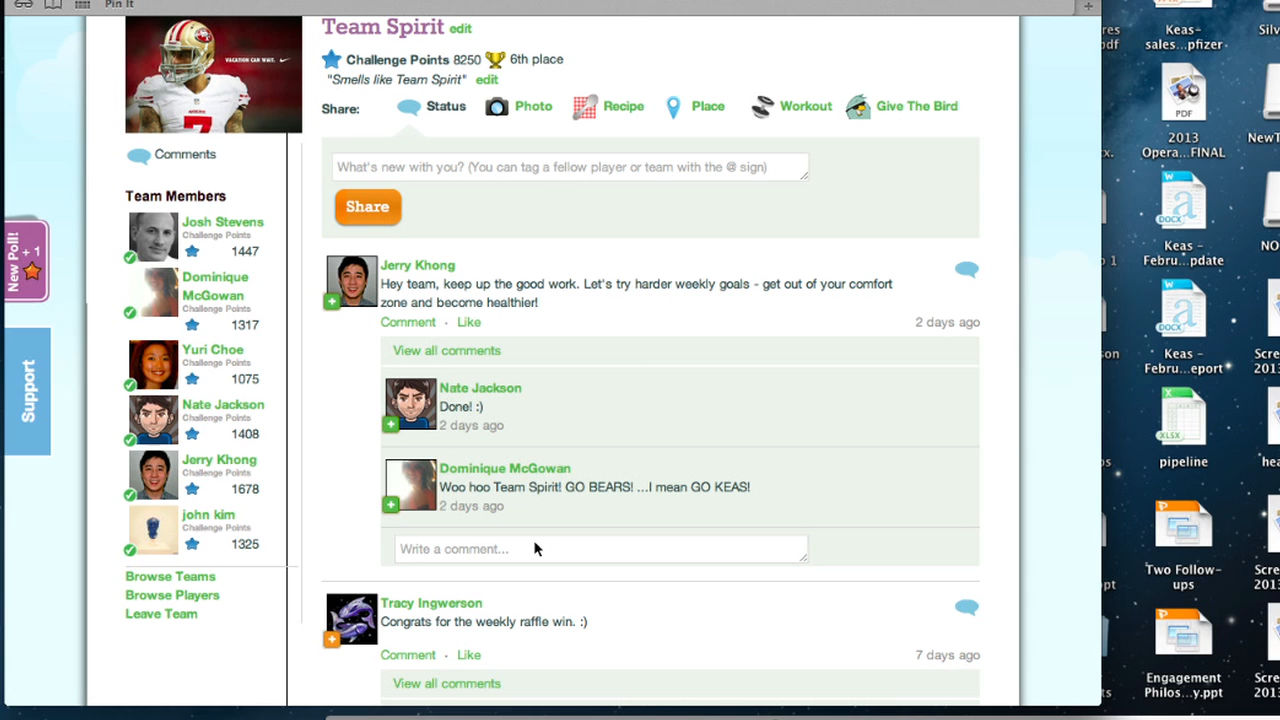 Pin It
Team Spirit edit
Challenge Points 8250 6th place
"Smells like Team Spirit" edit
Share: Status Photo Recipe Place Workout Give The Bird
VACATION CAN WAIT.
What's new with you? (You can tag a fellow player or team with the @ sign)
Share
Comments
Team Members
Josh Stevens
Challenge Points
1447
Dominique
McGowan
Challenge Points
1317
Yuri Choe
Challenge Points
1075
Nate Jackson
Challenge Points
1408
Jerry Khong
Challenge Points
1678
john kim
Challenge Points
1325
Browse Teams
Browse Players
Leave Team
New Poll!
+ 1
Support
Jerry Khong
Hey team, keep up the good work. Let's try harder weekly goals - get out of your comfort
zone and become healthier!
Comment · Like 2 days ago
View all comments
Nate Jackson
Done! :)
2 days ago
Dominique McGowan
Woo hoo Team Spirit! GO BEARS! ...I mean GO KEAS!
2 days ago
Write a comment...
Tracy Ingwerson
Congrats for the weekly raffle win. :)
Comment · Like 7 days ago
View all comments
Keas-
sales...pfizer
PDF
2013
Opera...FINAL
DOCX
Keas -
Febru...pdate
DOCX
Keas -
Febru...eport
XLSX
pipeline
Two Follow-
ups
Engagement
Philos...y.ppt